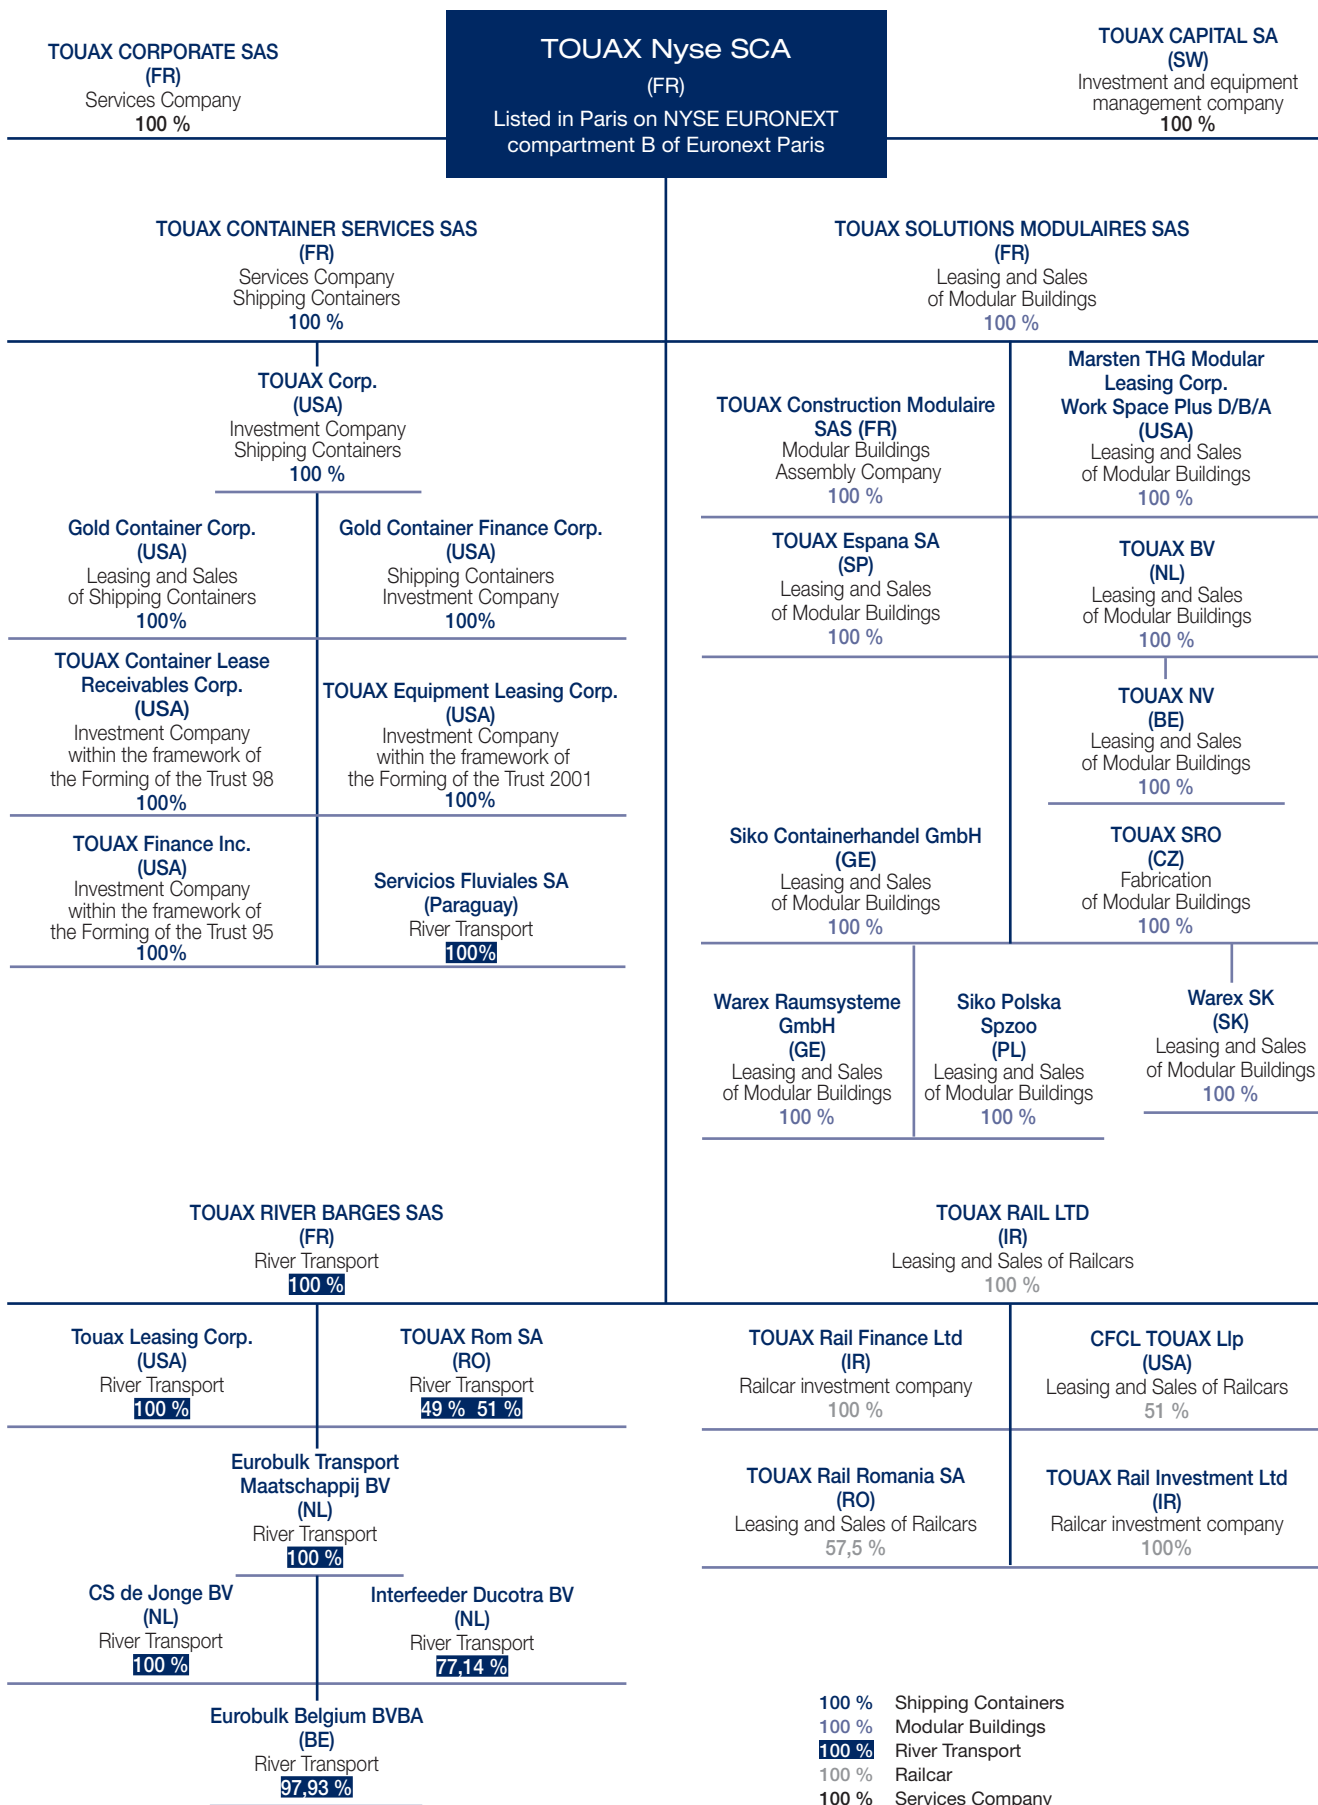 TOUAX CORPORATE SAS
(FR)
Services Company
100 %
TOUAX Nyse SCA
(FR)
Listed in Paris on NYSE EURONEXT
compartment B of Euronext Paris
TOUAX CAPITAL SA
(SW)
Investment and equipment
management company
100 %
TOUAX CONTAINER SERVICES SAS
(FR)
Services Company
Shipping Containers
100 %
TOUAX SOLUTIONS MODULAIRES SAS
(FR)
Leasing and Sales
of Modular Buildings
100 %
TOUAX Corp.
(USA)
Investment Company
Shipping Containers
100 %
Gold Container Corp.
(USA)
Leasing and Sales
of Shipping Containers
100%
Gold Container Finance Corp.
(USA)
Shipping Containers
Investment Company
100%
TOUAX Container Lease
Receivables Corp.
(USA)
Investment Company
within the framework of
the Forming of the Trust 98
100%
TOUAX Equipment Leasing Corp.
(USA)
Investment Company
within the framework of
the Forming of the Trust 2001
100%
TOUAX Finance Inc.
(USA)
Investment Company
within the framework of
the Forming of the Trust 95
100%
Servicios Fluviales SA
(Paraguay)
River Transport
100%
TOUAX Construction Modulaire
SAS (FR)
Modular Buildings
Assembly Company
100 %
Marsten THG Modular
Leasing Corp.
Work Space Plus D/B/A
(USA)
Leasing and Sales
of Modular Buildings
100 %
TOUAX Espana SA
(SP)
Leasing and Sales
of Modular Buildings
100 %
TOUAX BV
(NL)
Leasing and Sales
of Modular Buildings
100 %
TOUAX NV
(BE)
Leasing and Sales
of Modular Buildings
100 %
Siko Containerhandel GmbH
(GE)
Leasing and Sales
of Modular Buildings
100 %
TOUAX SRO
(CZ)
Fabrication
of Modular Buildings
100 %
Warex Raumsysteme
GmbH
(GE)
Leasing and Sales
of Modular Buildings
100 %
Siko Polska
Spzoo
(PL)
Leasing and Sales
of Modular Buildings
100 %
Warex SK
(SK)
Leasing and Sales
of Modular Buildings
100 %
TOUAX RIVER BARGES SAS
(FR)
River Transport
100 %
TOUAX RAIL LTD
(IR)
Leasing and Sales of Railcars
100 %
Touax Leasing Corp.
(USA)
River Transport
100 %
TOUAX Rom SA
(RO)
River Transport
49 % 51 %
Eurobulk Transport
Maatschappij BV
(NL)
River Transport
100 %
CS de Jonge BV
(NL)
River Transport
100 %
Interfeeder Ducotra BV
(NL)
River Transport
77,14 %
Eurobulk Belgium BVBA
(BE)
River Transport
97,93 %
TOUAX Rail Finance Ltd
(IR)
Railcar investment company
100 %
CFCL TOUAX Llp
(USA)
Leasing and Sales of Railcars
51 %
TOUAX Rail Romania SA
(RO)
Leasing and Sales of Railcars
57,5 %
TOUAX Rail Investment Ltd
(IR)
Railcar investment company
100%
100 % Shipping Containers
100 % Modular Buildings
100 % River Transport
100 % Railcar
100 % Services Company